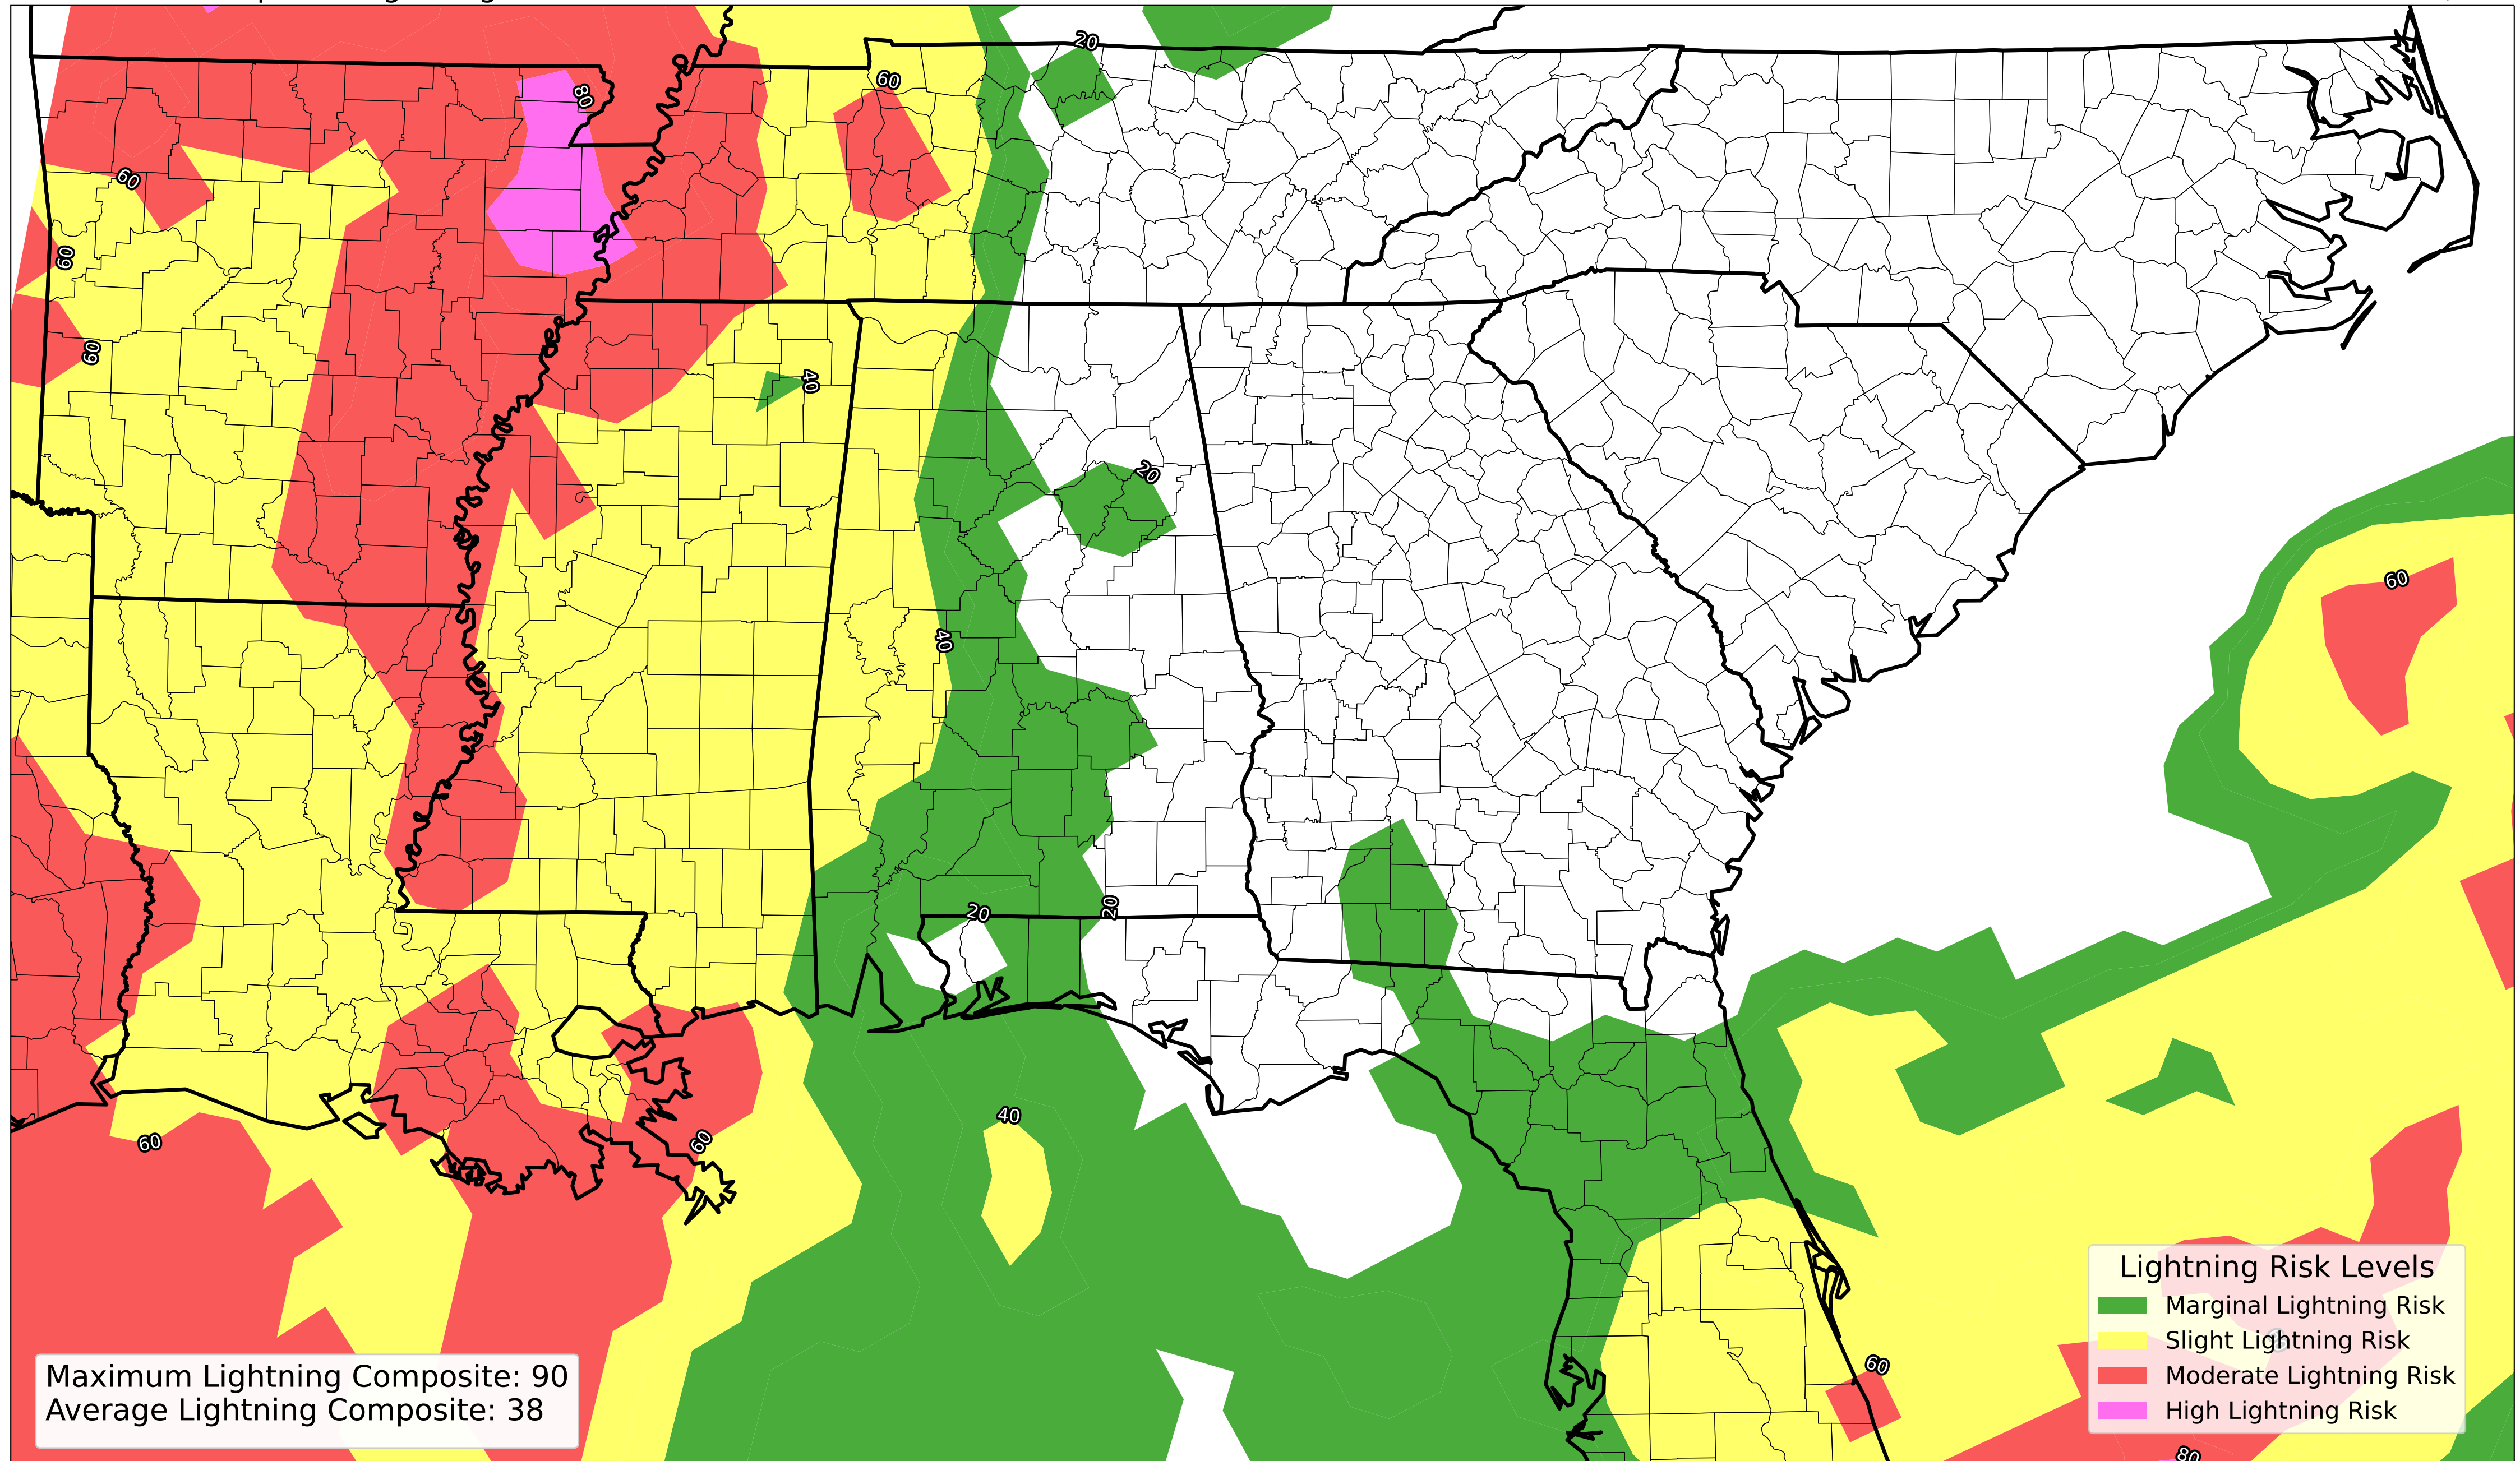 20
60
80
60
60
60
40
20
60
40
20
20
40
60
60
60
80
Lightning Risk Levels
Marginal Lightning Risk
Slight Lightning Risk
Moderate Lightning Risk
High Lightning Risk
Maximum Lightning Composite: 90
Average Lightning Composite: 38